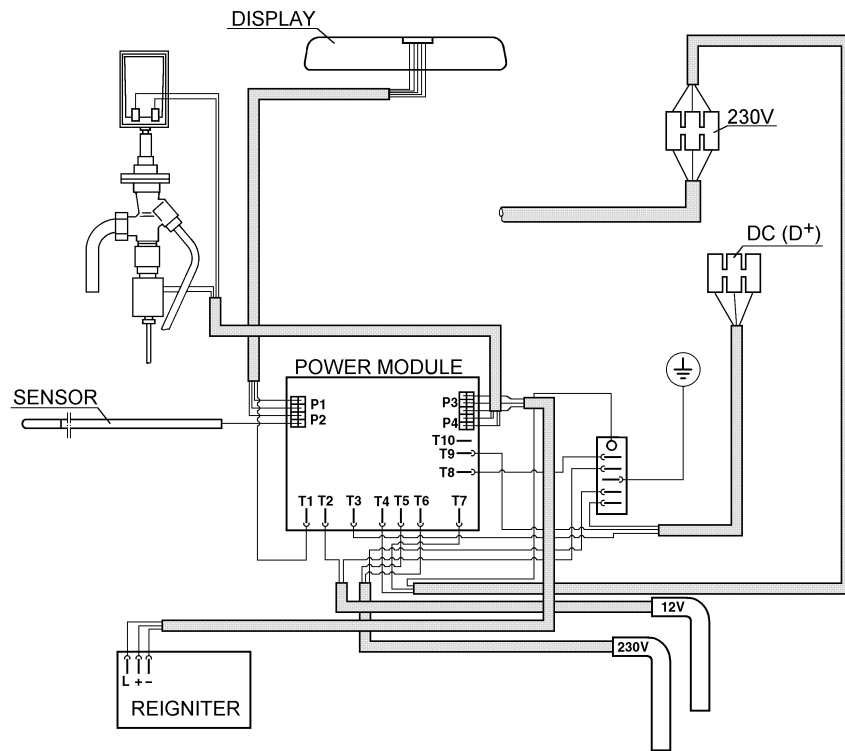 DISPLAY
230V
DC (D+)
POWER MODULE
SENSOR
P1
P2
P3
P4
T10
T9
T8
T1 T2 T3 T4 T5 T6 T7
12V
230V
L + −
REIGNITER